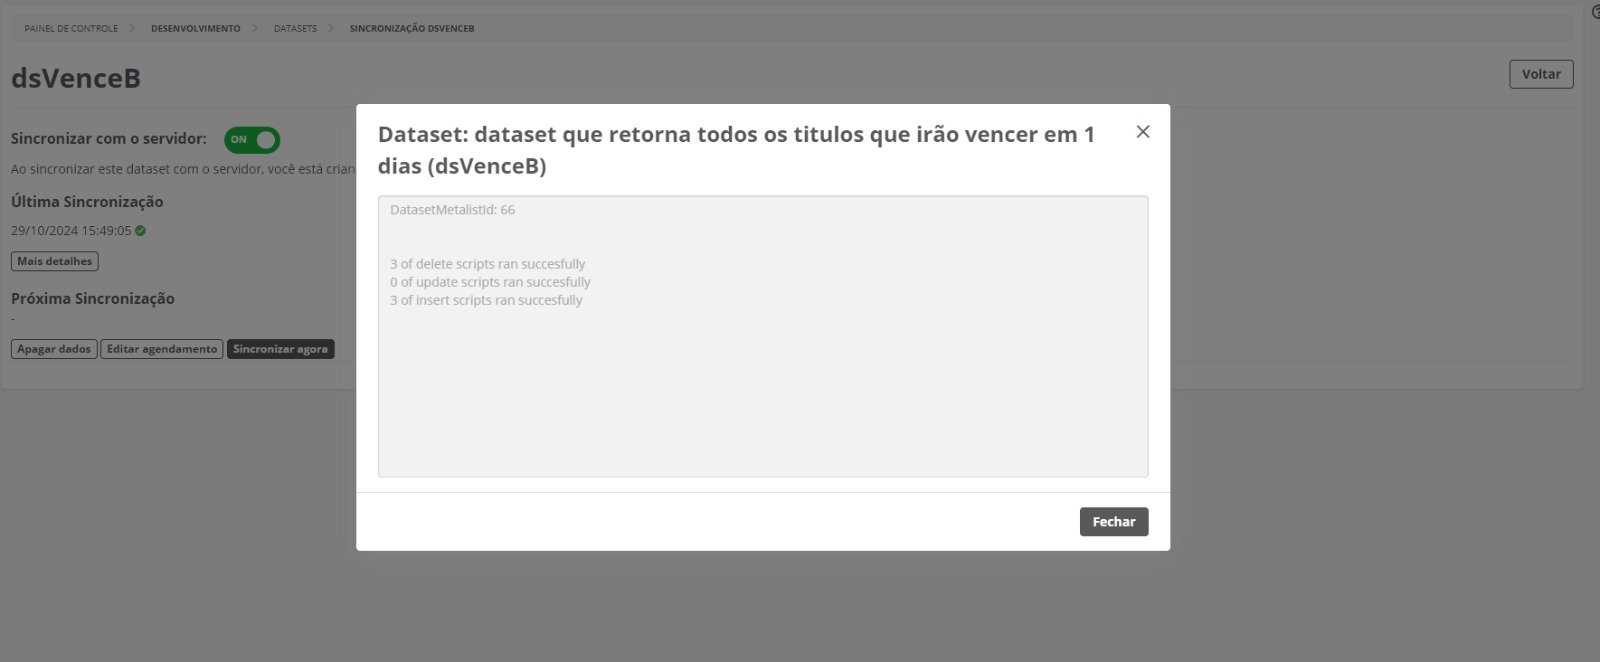 PAINEL DE CONTROLE > DESENVOLVIMENTO > DATASETS > SINCRONIZAÇÃO DSVENCEB
dsVenceB
Voltar
Sincronizar com o servidor: ON
Ao sincronizar este dataset com o servidor, você está crian
Última Sincronização
29/10/2024 15:49:05
Mais detalhes
Próxima Sincronização
-
Apagar dados Editar agendamento Sincronizar agora
Dataset: dataset que retorna todos os titulos que irão vencer em 1
dias (dsVenceB)
DatasetMetalistId: 66
3 of delete scripts ran succesfully
0 of update scripts ran succesfully
3 of insert scripts ran succesfully
Fechar